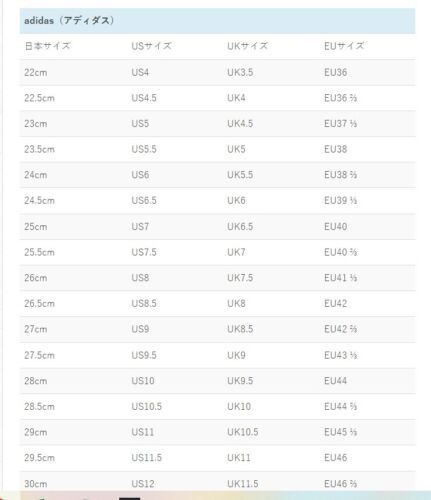 adidas（アディダス）
日本サイズ USサイズ UKサイズ EUサイズ
22cm US4 UK3.5 EU36
22.5cm US4.5 UK4 EU36 ⅔
23cm US5 UK4.5 EU37 ⅓
23.5cm US5.5 UK5 EU38
24cm US6 UK5.5 EU38 ⅔
24.5cm US6.5 UK6 EU39 ⅓
25cm US7 UK6.5 EU40
25.5cm US7.5 UK7 EU40 ⅔
26cm US8 UK7.5 EU41 ⅓
26.5cm US8.5 UK8 EU42
27cm US9 UK8.5 EU42 ⅔
27.5cm US9.5 UK9 EU43 ⅓
28cm US10 UK9.5 EU44
28.5cm US10.5 UK10 EU44 ⅔
29cm US11 UK10.5 EU45 ⅓
29.5cm US11.5 UK11 EU46
30cm US12 UK11.5 EU46 ⅔